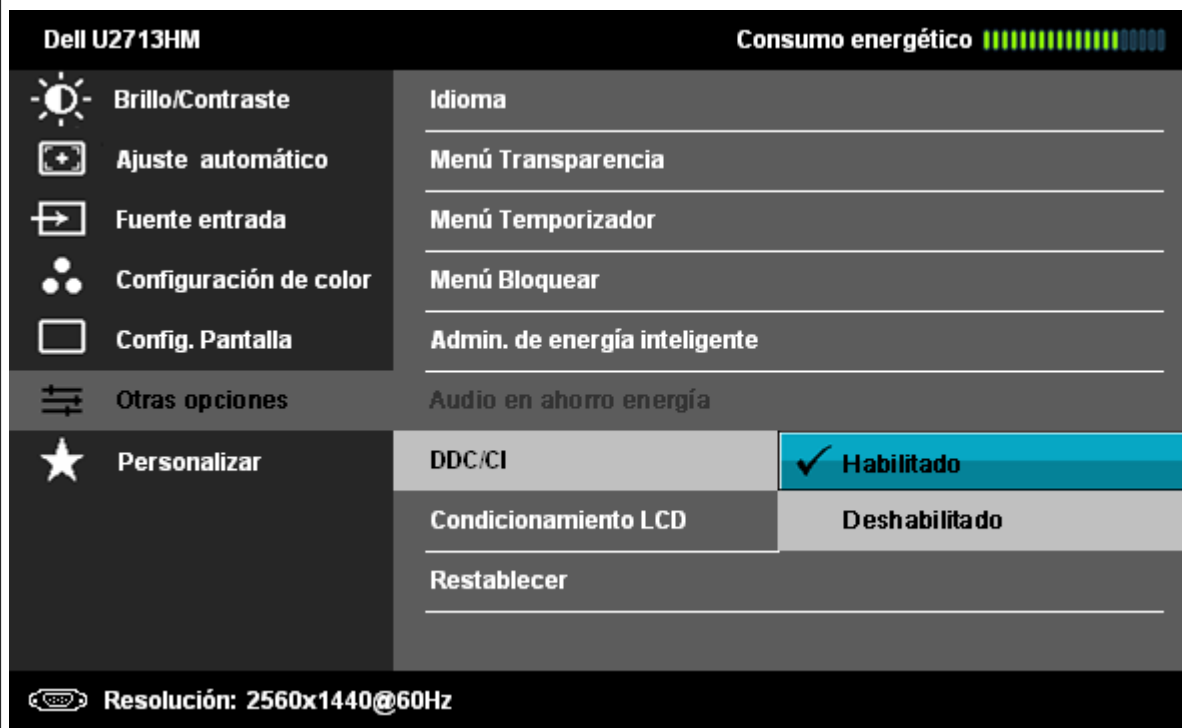 Dell U2713HM Consumo energético
Brillo/Contraste Idioma
Ajuste automático Menú Transparencia
Fuente entrada Menú Temporizador
Configuración de color Menú Bloquear
Config. Pantalla Admin. de energía inteligente
Otras opciones Audio en ahorro energía
Personalizar DDC/CI Habilitado
Condicionamiento LCD Deshabilitado
Restablecer
Resolución: 2560x1440@60Hz